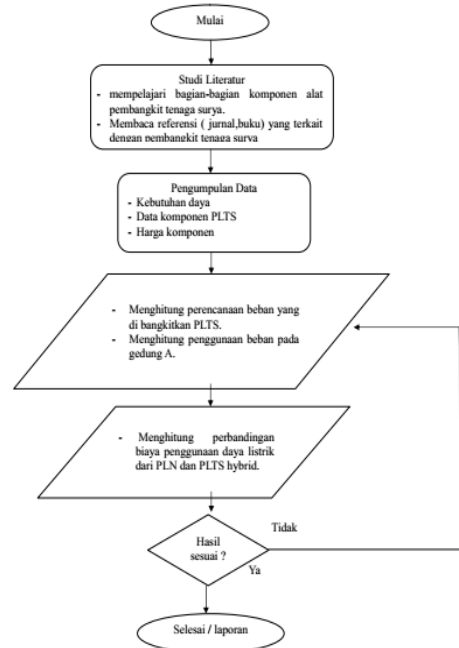 Mulai
Studi Literatur
- mempelajari bagian-bagian komponen alat
pembangkit tenaga surya.
- Membaca referensi ( jurnal,buku) yang terkait
dengan pembangkit tenaga surya
Pengumpulan Data
- Kebutuhan daya
- Data komponen PLTS
- Harga komponen
- Menghitung perencanaan beban yang
di bangkitkan PLTS.
- Menghitung penggunaan beban pada
gedung A.
- Menghitung perbandingan
biaya penggunaan daya listrik
dari PLN dan PLTS hybrid.
Tidak
Hasil
sesuai ?
Ya
Selesai / laporan